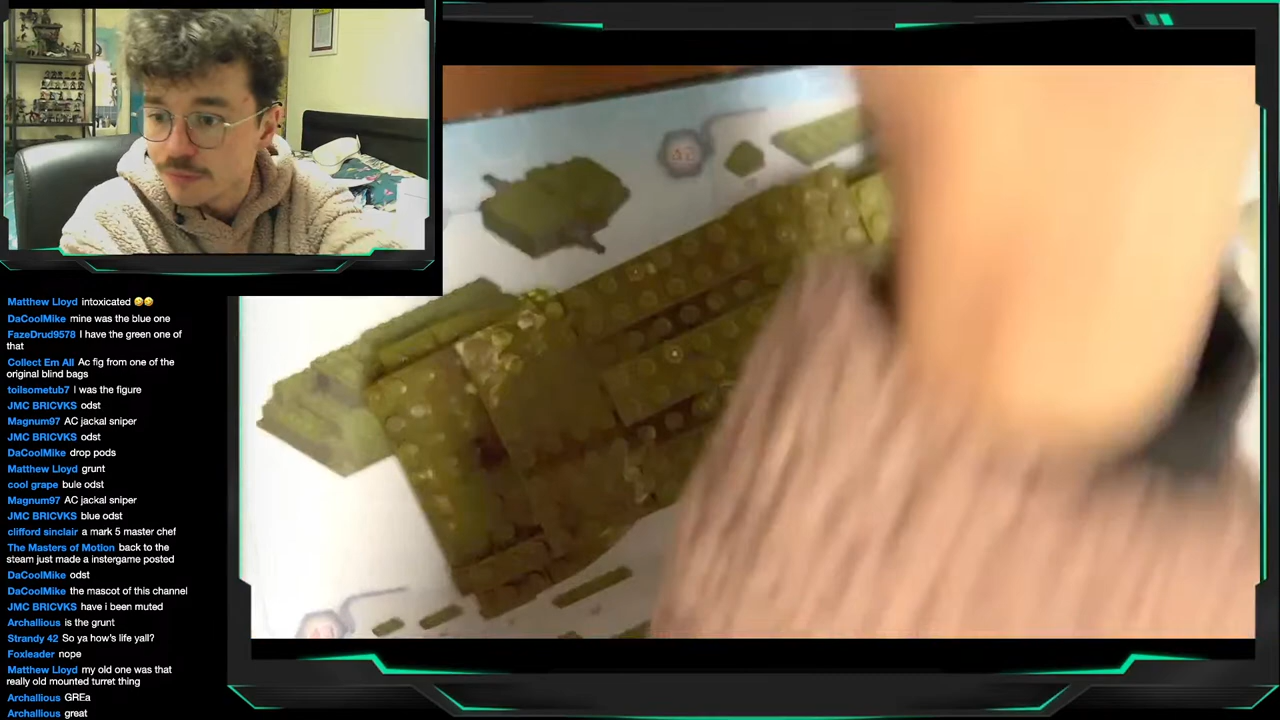 Matthew Lloyd intoxicated 🤣🤣
DaCoolMike mine was the blue one
FazeDrud9578 I have the green one of
that
Collect Em All Ac fig from one of the
original blind bags
toilsometub7 I was the figure
JMC BRICVKS odst
Magnum97 AC jackal sniper
JMC BRICVKS odst
DaCoolMike drop pods
Matthew Lloyd grunt
cool grape bule odst
Magnum97 AC jackal sniper
JMC BRICVKS blue odst
clifford sinclair a mark 5 master chef
The Masters of Motion back to the
steam just made a instergame posted
DaCoolMike odst
DaCoolMike the mascot of this channel
JMC BRICVKS have i been muted
Archallious is the grunt
Strandy 42 So ya how's life yall?
Foxleader nope
Matthew Lloyd my old one was that
really old mounted turret thing
Archallious GREa
Archallious great